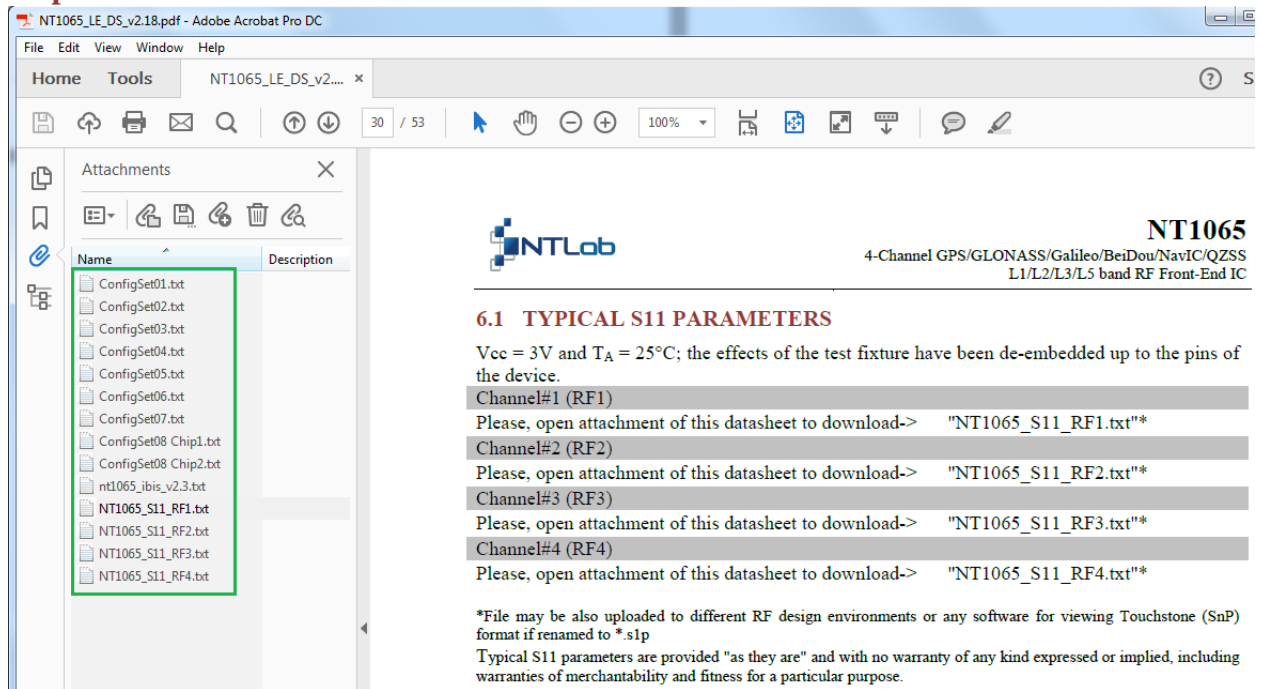 NT1065_LE_DS_v2.18.pdf - Adobe Acrobat Pro DC
File Edit View Window Help
Home Tools NT1065_LE_DS_v2.... × ? S
30 / 53 100%
Attachments
Name Description
ConfigSet01.txt
ConfigSet02.txt
ConfigSet03.txt
ConfigSet04.txt
ConfigSet05.txt
ConfigSet06.txt
ConfigSet07.txt
ConfigSet08 Chip1.txt
ConfigSet08 Chip2.txt
nt1065_ibis_v2.3.txt
NT1065_S11_RF1.txt
NT1065_S11_RF2.txt
NT1065_S11_RF3.txt
NT1065_S11_RF4.txt
NTLab
NT1065
4-Channel GPS/GLONASS/Galileo/BeiDou/NavIC/QZSS
L1/L2/L3/L5 band RF Front-End IC
6.1 TYPICAL S11 PARAMETERS
Vcc = 3V and TA = 25°C; the effects of the test fixture have been de-embedded up to the pins of
the device.
Channel#1 (RF1)
Please, open attachment of this datasheet to download-> "NT1065_S11_RF1.txt"*
Channel#2 (RF2)
Please, open attachment of this datasheet to download-> "NT1065_S11_RF2.txt"*
Channel#3 (RF3)
Please, open attachment of this datasheet to download-> "NT1065_S11_RF3.txt"*
Channel#4 (RF4)
Please, open attachment of this datasheet to download-> "NT1065_S11_RF4.txt"*
*File may be also uploaded to different RF design environments or any software for viewing Touchstone (SnP)
format if renamed to *.s1p
Typical S11 parameters are provided "as they are" and with no warranty of any kind expressed or implied, including
warranties of merchantability and fitness for a particular purpose.